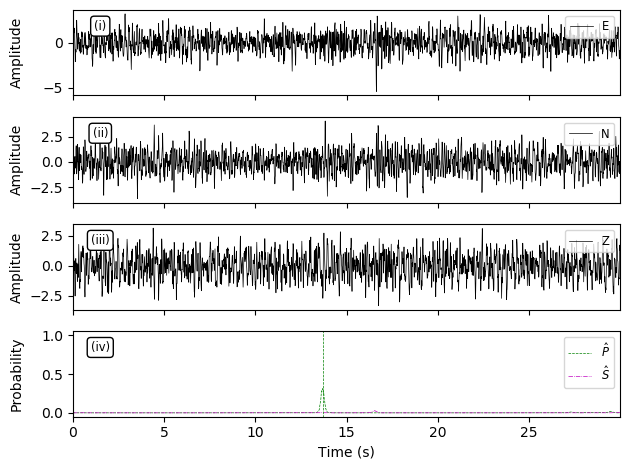 (i)
E
Amplitude
0
−5
(ii)
N
Amplitude
2.5
0.0
−2.5
(iii)
Z
Amplitude
2.5
0.0
−2.5
(iv)
P̂
Ŝ
Probability
1.0
0.5
0.0
0 5 10 15 20 25
Time (s)